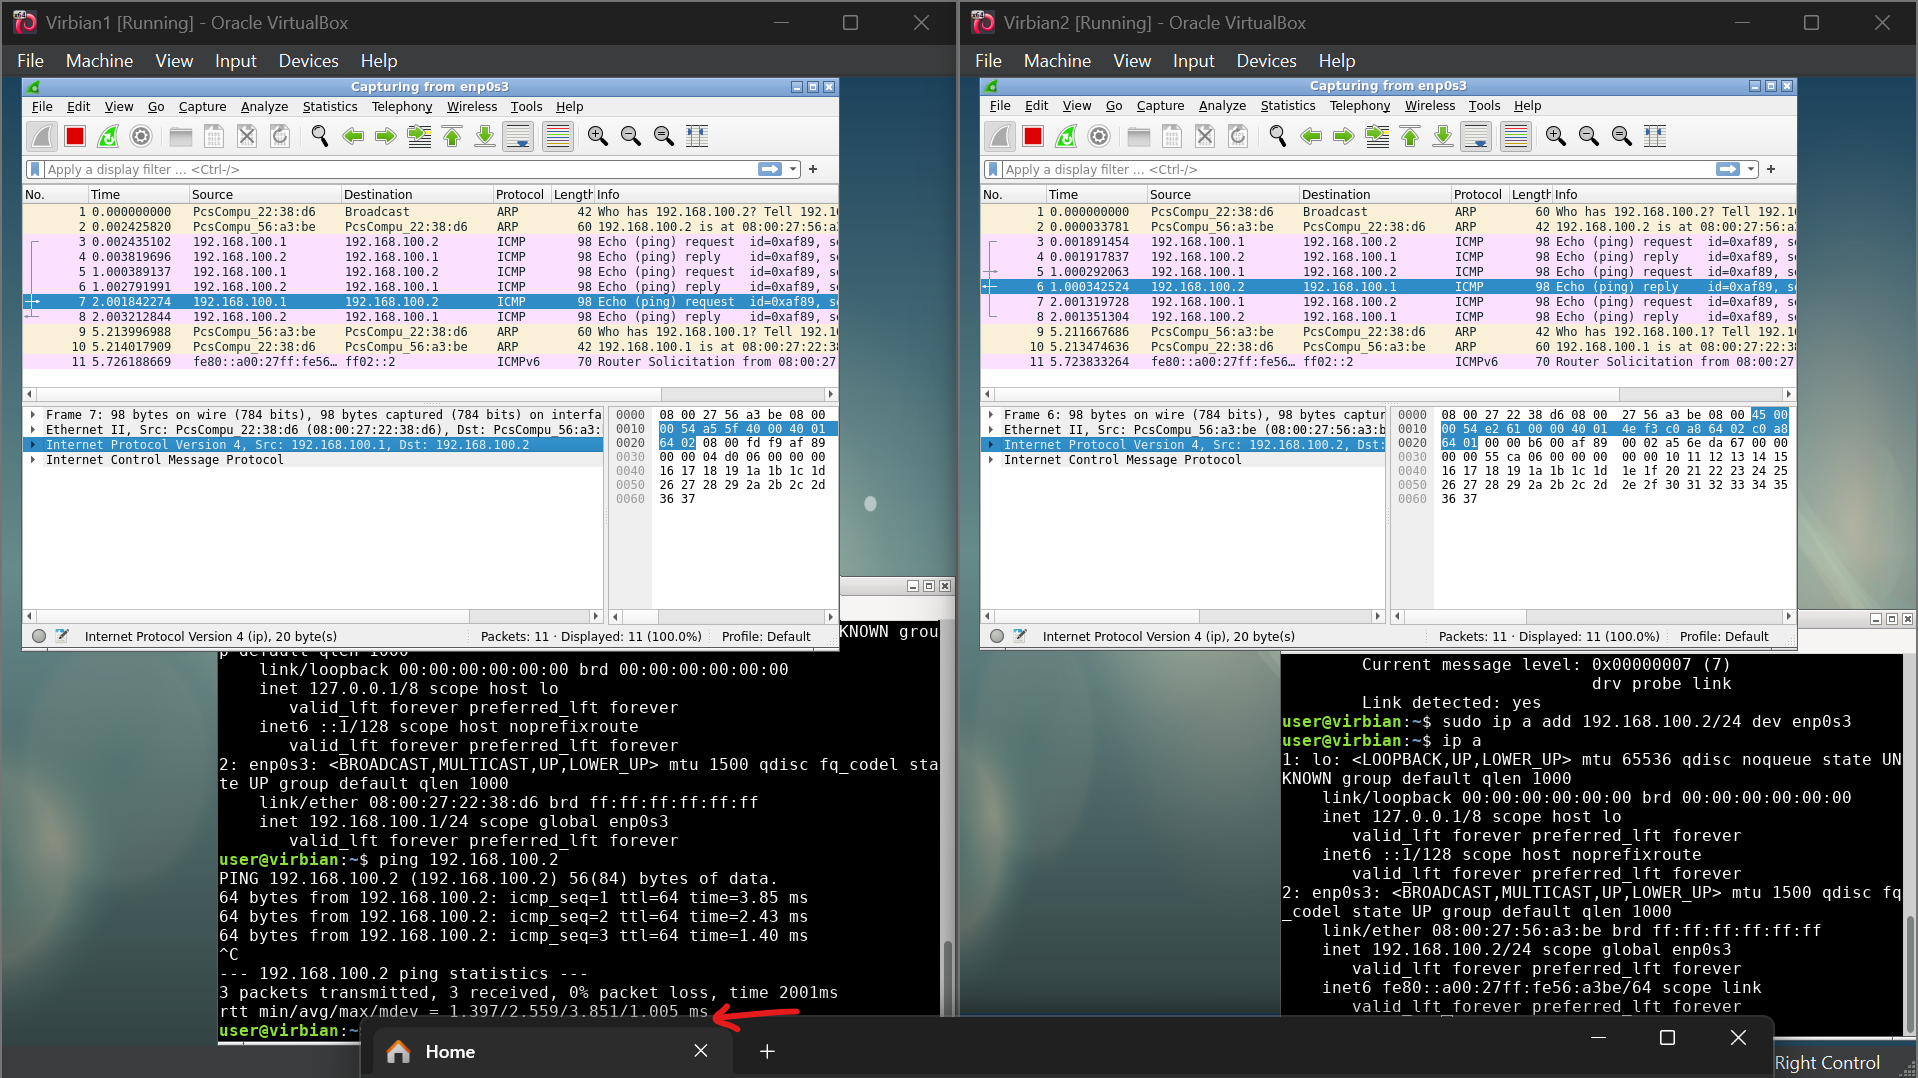 Virbian1 [Running] - Oracle VirtualBox
File Machine View Input Devices Help
Capturing from enp0s3
File Edit View Go Capture Analyze Statistics Telephony Wireless Tools Help
Apply a display filter ... <Ctrl-/>
No. Time Source Destination Protocol Length Info
1 0.000000000 PcsCompu_22:38:d6 Broadcast ARP 42 Who has 192.168.100.2? Tell 192.1
2 0.002425820 PcsCompu_56:a3:be PcsCompu_22:38:d6 ARP 60 192.168.100.2 is at 08:00:27:56:a
3 0.002435102 192.168.100.1 192.168.100.2 ICMP 98 Echo (ping) request id=0xaf89, s
4 0.003819696 192.168.100.2 192.168.100.1 ICMP 98 Echo (ping) reply id=0xaf89, s
5 1.000389137 192.168.100.1 192.168.100.2 ICMP 98 Echo (ping) request id=0xaf89, s
6 1.002791991 192.168.100.2 192.168.100.1 ICMP 98 Echo (ping) reply id=0xaf89, s
7 2.001842274 192.168.100.1 192.168.100.2 ICMP 98 Echo (ping) request id=0xaf89, s
8 2.003212844 192.168.100.2 192.168.100.1 ICMP 98 Echo (ping) reply id=0xaf89, s
9 5.213996988 PcsCompu_56:a3:be PcsCompu_22:38:d6 ARP 60 Who has 192.168.100.1? Tell 192.1
10 5.214017909 PcsCompu_22:38:d6 PcsCompu_56:a3:be ARP 42 192.168.100.1 is at 08:00:27:22:38
11 5.726188669 fe80::a00:27ff:fe56… ff02::2 ICMPv6 70 Router Solicitation from 08:00:27
Frame 7: 98 bytes on wire (784 bits), 98 bytes captured (784 bits) on interfa
Ethernet II, Src: PcsCompu_22:38:d6 (08:00:27:22:38:d6), Dst: PcsCompu_56:a3:
Internet Protocol Version 4, Src: 192.168.100.1, Dst: 192.168.100.2
Internet Control Message Protocol
0000 08 00 27 56 a3 be 08 00
0010 00 54 a5 5f 40 00 40 01
0020 64 02 08 00 fd f9 af 89
0030 00 00 04 d0 06 00 00 00
0040 16 17 18 19 1a 1b 1c 1d
0050 26 27 28 29 2a 2b 2c 2d
0060 36 37
Internet Protocol Version 4 (ip), 20 byte(s) Packets: 11 · Displayed: 11 (100.0%) Profile: Default
KNOWN grou
p default qlen 1000
link/loopback 00:00:00:00:00:00 brd 00:00:00:00:00:00
inet 127.0.0.1/8 scope host lo
valid_lft forever preferred_lft forever
inet6 ::1/128 scope host noprefixroute
valid_lft forever preferred_lft forever
2: enp0s3: <BROADCAST,MULTICAST,UP,LOWER_UP> mtu 1500 qdisc fq_codel sta
te UP group default qlen 1000
link/ether 08:00:27:22:38:d6 brd ff:ff:ff:ff:ff:ff
inet 192.168.100.1/24 scope global enp0s3
valid_lft forever preferred_lft forever
user@virbian:~$ ping 192.168.100.2
PING 192.168.100.2 (192.168.100.2) 56(84) bytes of data.
64 bytes from 192.168.100.2: icmp_seq=1 ttl=64 time=3.85 ms
64 bytes from 192.168.100.2: icmp_seq=2 ttl=64 time=2.43 ms
64 bytes from 192.168.100.2: icmp_seq=3 ttl=64 time=1.40 ms
^C
--- 192.168.100.2 ping statistics ---
3 packets transmitted, 3 received, 0% packet loss, time 2001ms
rtt min/avg/max/mdev = 1.397/2.559/3.851/1.005 ms
user@virbian:~
Home
Virbian2 [Running] - Oracle VirtualBox
File Machine View Input Devices Help
Capturing from enp0s3
File Edit View Go Capture Analyze Statistics Telephony Wireless Tools Help
Apply a display filter ... <Ctrl-/>
No. Time Source Destination Protocol Length Info
1 0.000000000 PcsCompu_22:38:d6 Broadcast ARP 60 Who has 192.168.100.2? Tell 192.1
2 0.000033781 PcsCompu_56:a3:be PcsCompu_22:38:d6 ARP 42 192.168.100.2 is at 08:00:27:56:a
3 0.001891454 192.168.100.1 192.168.100.2 ICMP 98 Echo (ping) request id=0xaf89, s
4 0.001917837 192.168.100.2 192.168.100.1 ICMP 98 Echo (ping) reply id=0xaf89, s
5 1.000292063 192.168.100.1 192.168.100.2 ICMP 98 Echo (ping) request id=0xaf89, s
6 1.000342524 192.168.100.2 192.168.100.1 ICMP 98 Echo (ping) reply id=0xaf89, s
7 2.001319728 192.168.100.1 192.168.100.2 ICMP 98 Echo (ping) request id=0xaf89, s
8 2.001351304 192.168.100.2 192.168.100.1 ICMP 98 Echo (ping) reply id=0xaf89, s
9 5.211667686 PcsCompu_56:a3:be PcsCompu_22:38:d6 ARP 42 Who has 192.168.100.1? Tell 192.1
10 5.213474636 PcsCompu_22:38:d6 PcsCompu_56:a3:be ARP 60 192.168.100.1 is at 08:00:27:22:38
11 5.723833264 fe80::a00:27ff:fe56… ff02::2 ICMPv6 70 Router Solicitation from 08:00:27
Frame 6: 98 bytes on wire (784 bits), 98 bytes captur
Ethernet II, Src: PcsCompu_56:a3:be (08:00:27:56:a3:b
Internet Protocol Version 4, Src: 192.168.100.2, Dst:
Internet Control Message Protocol
0000 08 00 27 22 38 d6 08 00 27 56 a3 be 08 00 45 00
0010 00 54 e2 61 00 00 40 01 4e f3 c0 a8 64 02 c0 a8
0020 64 01 00 00 b6 00 af 89 00 02 a5 6e da 67 00 00
0030 00 00 55 ca 06 00 00 00 00 00 10 11 12 13 14 15
0040 16 17 18 19 1a 1b 1c 1d 1e 1f 20 21 22 23 24 25
0050 26 27 28 29 2a 2b 2c 2d 2e 2f 30 31 32 33 34 35
0060 36 37
Internet Protocol Version 4 (ip), 20 byte(s) Packets: 11 · Displayed: 11 (100.0%) Profile: Default
Current message level: 0x00000007 (7)
drv probe link
Link detected: yes
user@virbian:~$ sudo ip a add 192.168.100.2/24 dev enp0s3
user@virbian:~$ ip a
1: lo: <LOOPBACK,UP,LOWER_UP> mtu 65536 qdisc noqueue state UN
KNOWN group default qlen 1000
link/loopback 00:00:00:00:00:00 brd 00:00:00:00:00:00
inet 127.0.0.1/8 scope host lo
valid_lft forever preferred_lft forever
inet6 ::1/128 scope host noprefixroute
valid_lft forever preferred_lft forever
2: enp0s3: <BROADCAST,MULTICAST,UP,LOWER_UP> mtu 1500 qdisc fq
_codel state UP group default qlen 1000
link/ether 08:00:27:56:a3:be brd ff:ff:ff:ff:ff:ff
inet 192.168.100.2/24 scope global enp0s3
valid_lft forever preferred_lft forever
inet6 fe80::a00:27ff:fe56:a3be/64 scope link
valid_lft forever preferred_lft forever
Right Control